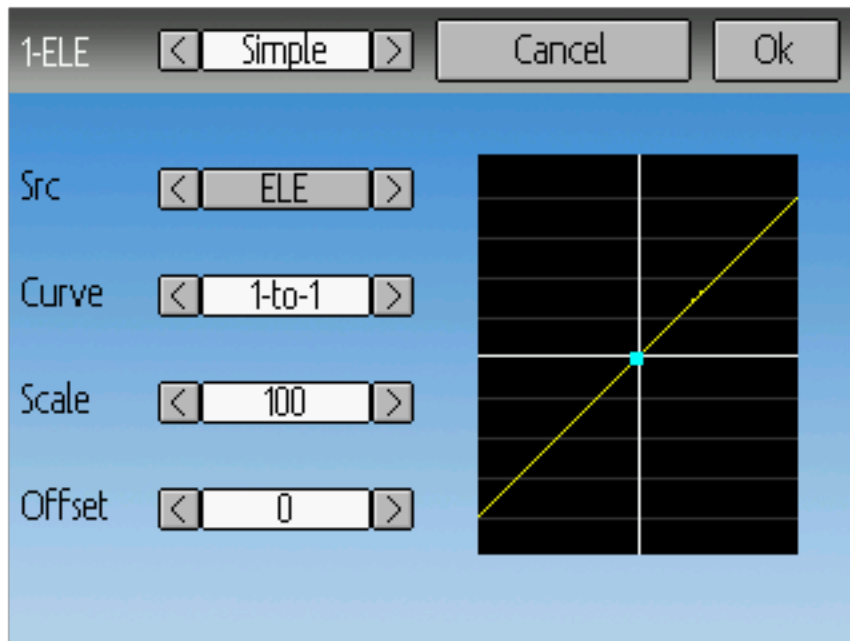 1-ELE < Simple > Cancel Ok
Src < ELE >
Curve < 1-to-1 >
Scale < 100 >
Offset < 0 >